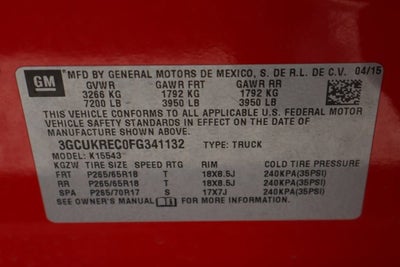 GM MFD BY GENERAL MOTORS DE MEXICO, S. DE R.L. DE C.V. 04/15
GVWR GAWR FRT GAWR RR
3266 KG 1792 KG 1792 KG
7200 LB 3950 LB 3950 LB
THIS VEHICLE CONFORMS TO ALL APPLICABLE U.S. FEDERAL MOTOR
VEHICLE SAFETY STANDARDS IN EFFECT ON THE DATE OF
MANUFACTURE SHOWN ABOVE.
3GCUKREC0FG341132 TYPE: TRUCK
MODEL: K15543
KGZW TIRE SIZE SPEED RTG RIM COLD TIRE PRESSURE
FRT P265/65R18 T 18X8.5J 240KPA(35PSI)
RR P265/65R18 T 18X8.5J 240KPA(35PSI)
SPA P265/70R17 S 17X7J 240KPA(35PSI)
SEE OWNER'S MANUAL FOR MORE INFORMATION.